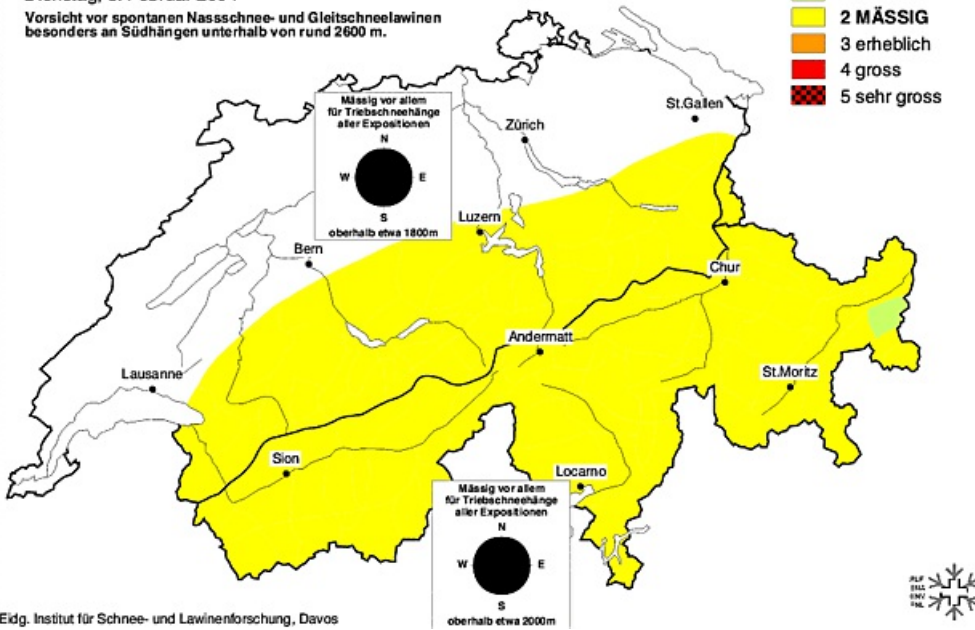 Vorsicht vor spontanen Nassschnee- und Gleitschneelawinen
besonders an Südhängen unterhalb von rund 2600 m.
2 MÄSSIG
3 erheblich
4 gross
5 sehr gross
Mässig vor allem
für Triebschneehänge
aller Expositionen
N
W E
S
oberhalb etwa 1800m
St.Gallen
Zürich
Luzern
Bern
Chur
Andermatt
Lausanne
St.Moritz
Sion
Locarno
Mässig vor allem
für Triebschneehänge
aller Expositionen
N
W E
S
oberhalb etwa 2000m
Eidg. Institut für Schnee- und Lawinenforschung, Davos
SLF